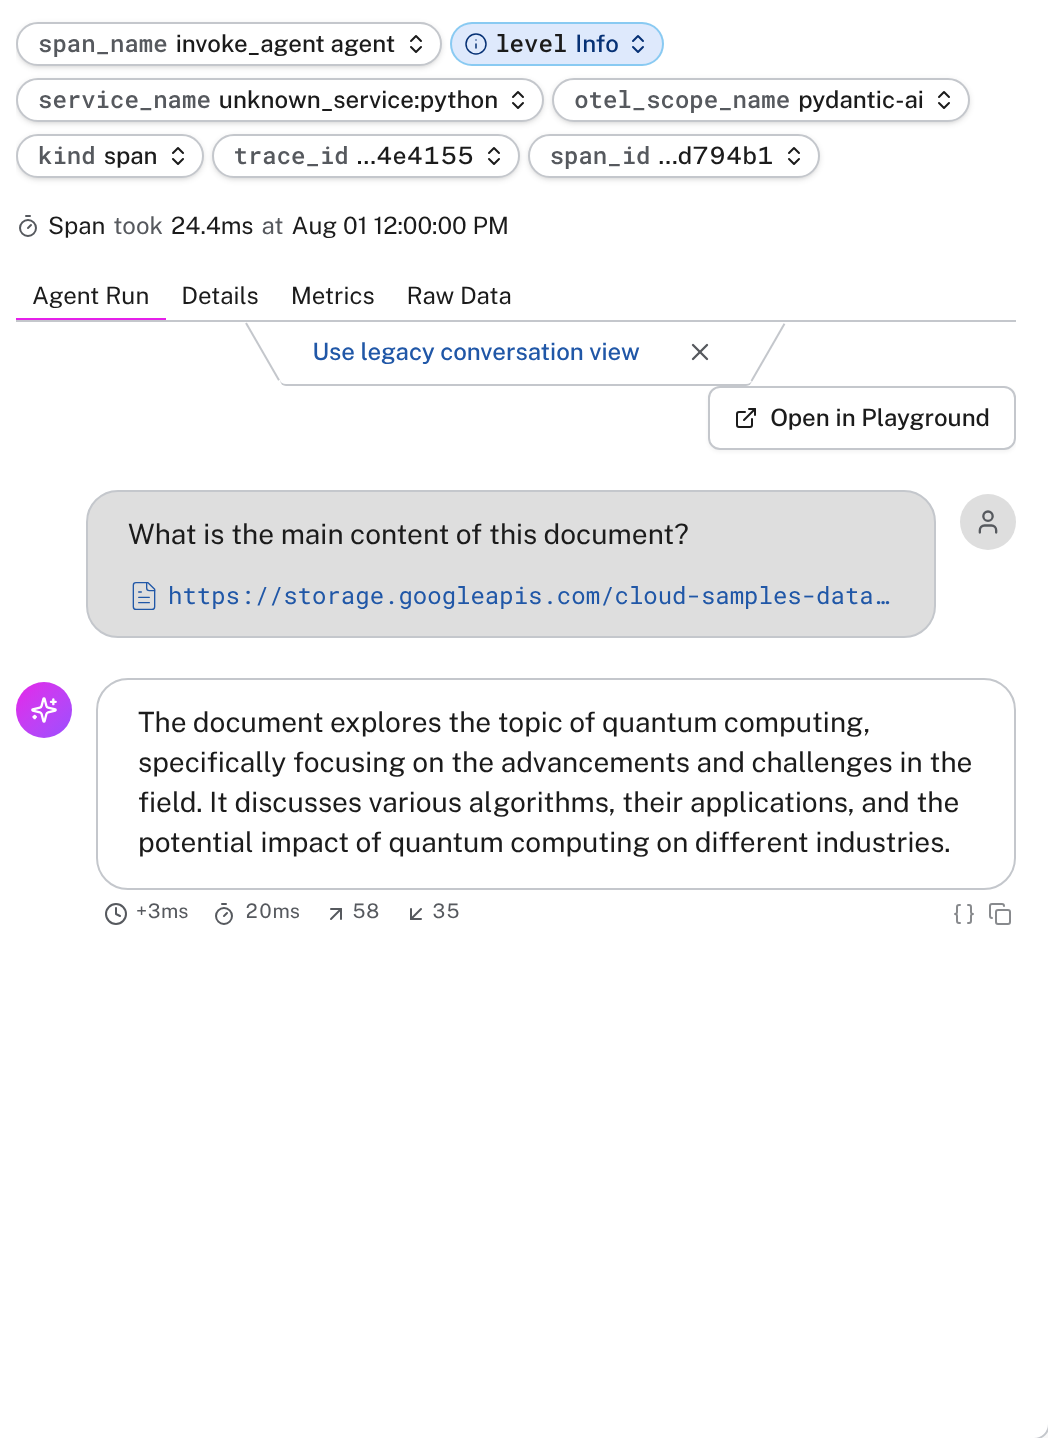 span_name invoke_agent agent level Info
service_name unknown_service:python otel_scope_name pydantic-ai
kind span trace_id …4e4155 span_id …d794b1
Span took 24.4ms at Aug 01 12:00:00 PM
Agent Run Details Metrics Raw Data
Use legacy conversation view
Open in Playground
What is the main content of this document?
https://storage.googleapis.com/cloud-samples-data…
The document explores the topic of quantum computing,
specifically focusing on the advancements and challenges in the
field. It discusses various algorithms, their applications, and the
potential impact of quantum computing on different industries.
+3ms 20ms 58 35 {}